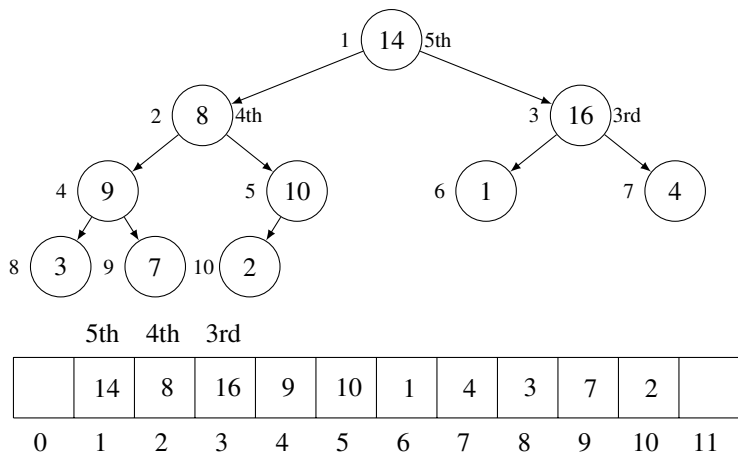 1 14 5th
2 8 4th 3 16 3rd
4 9 5 10 6 1 7 4
8 3 9 7 10 2
5th 4th 3rd
14 8 16 9 10 1 4 3 7 2
0 1 2 3 4 5 6 7 8 9 10 11